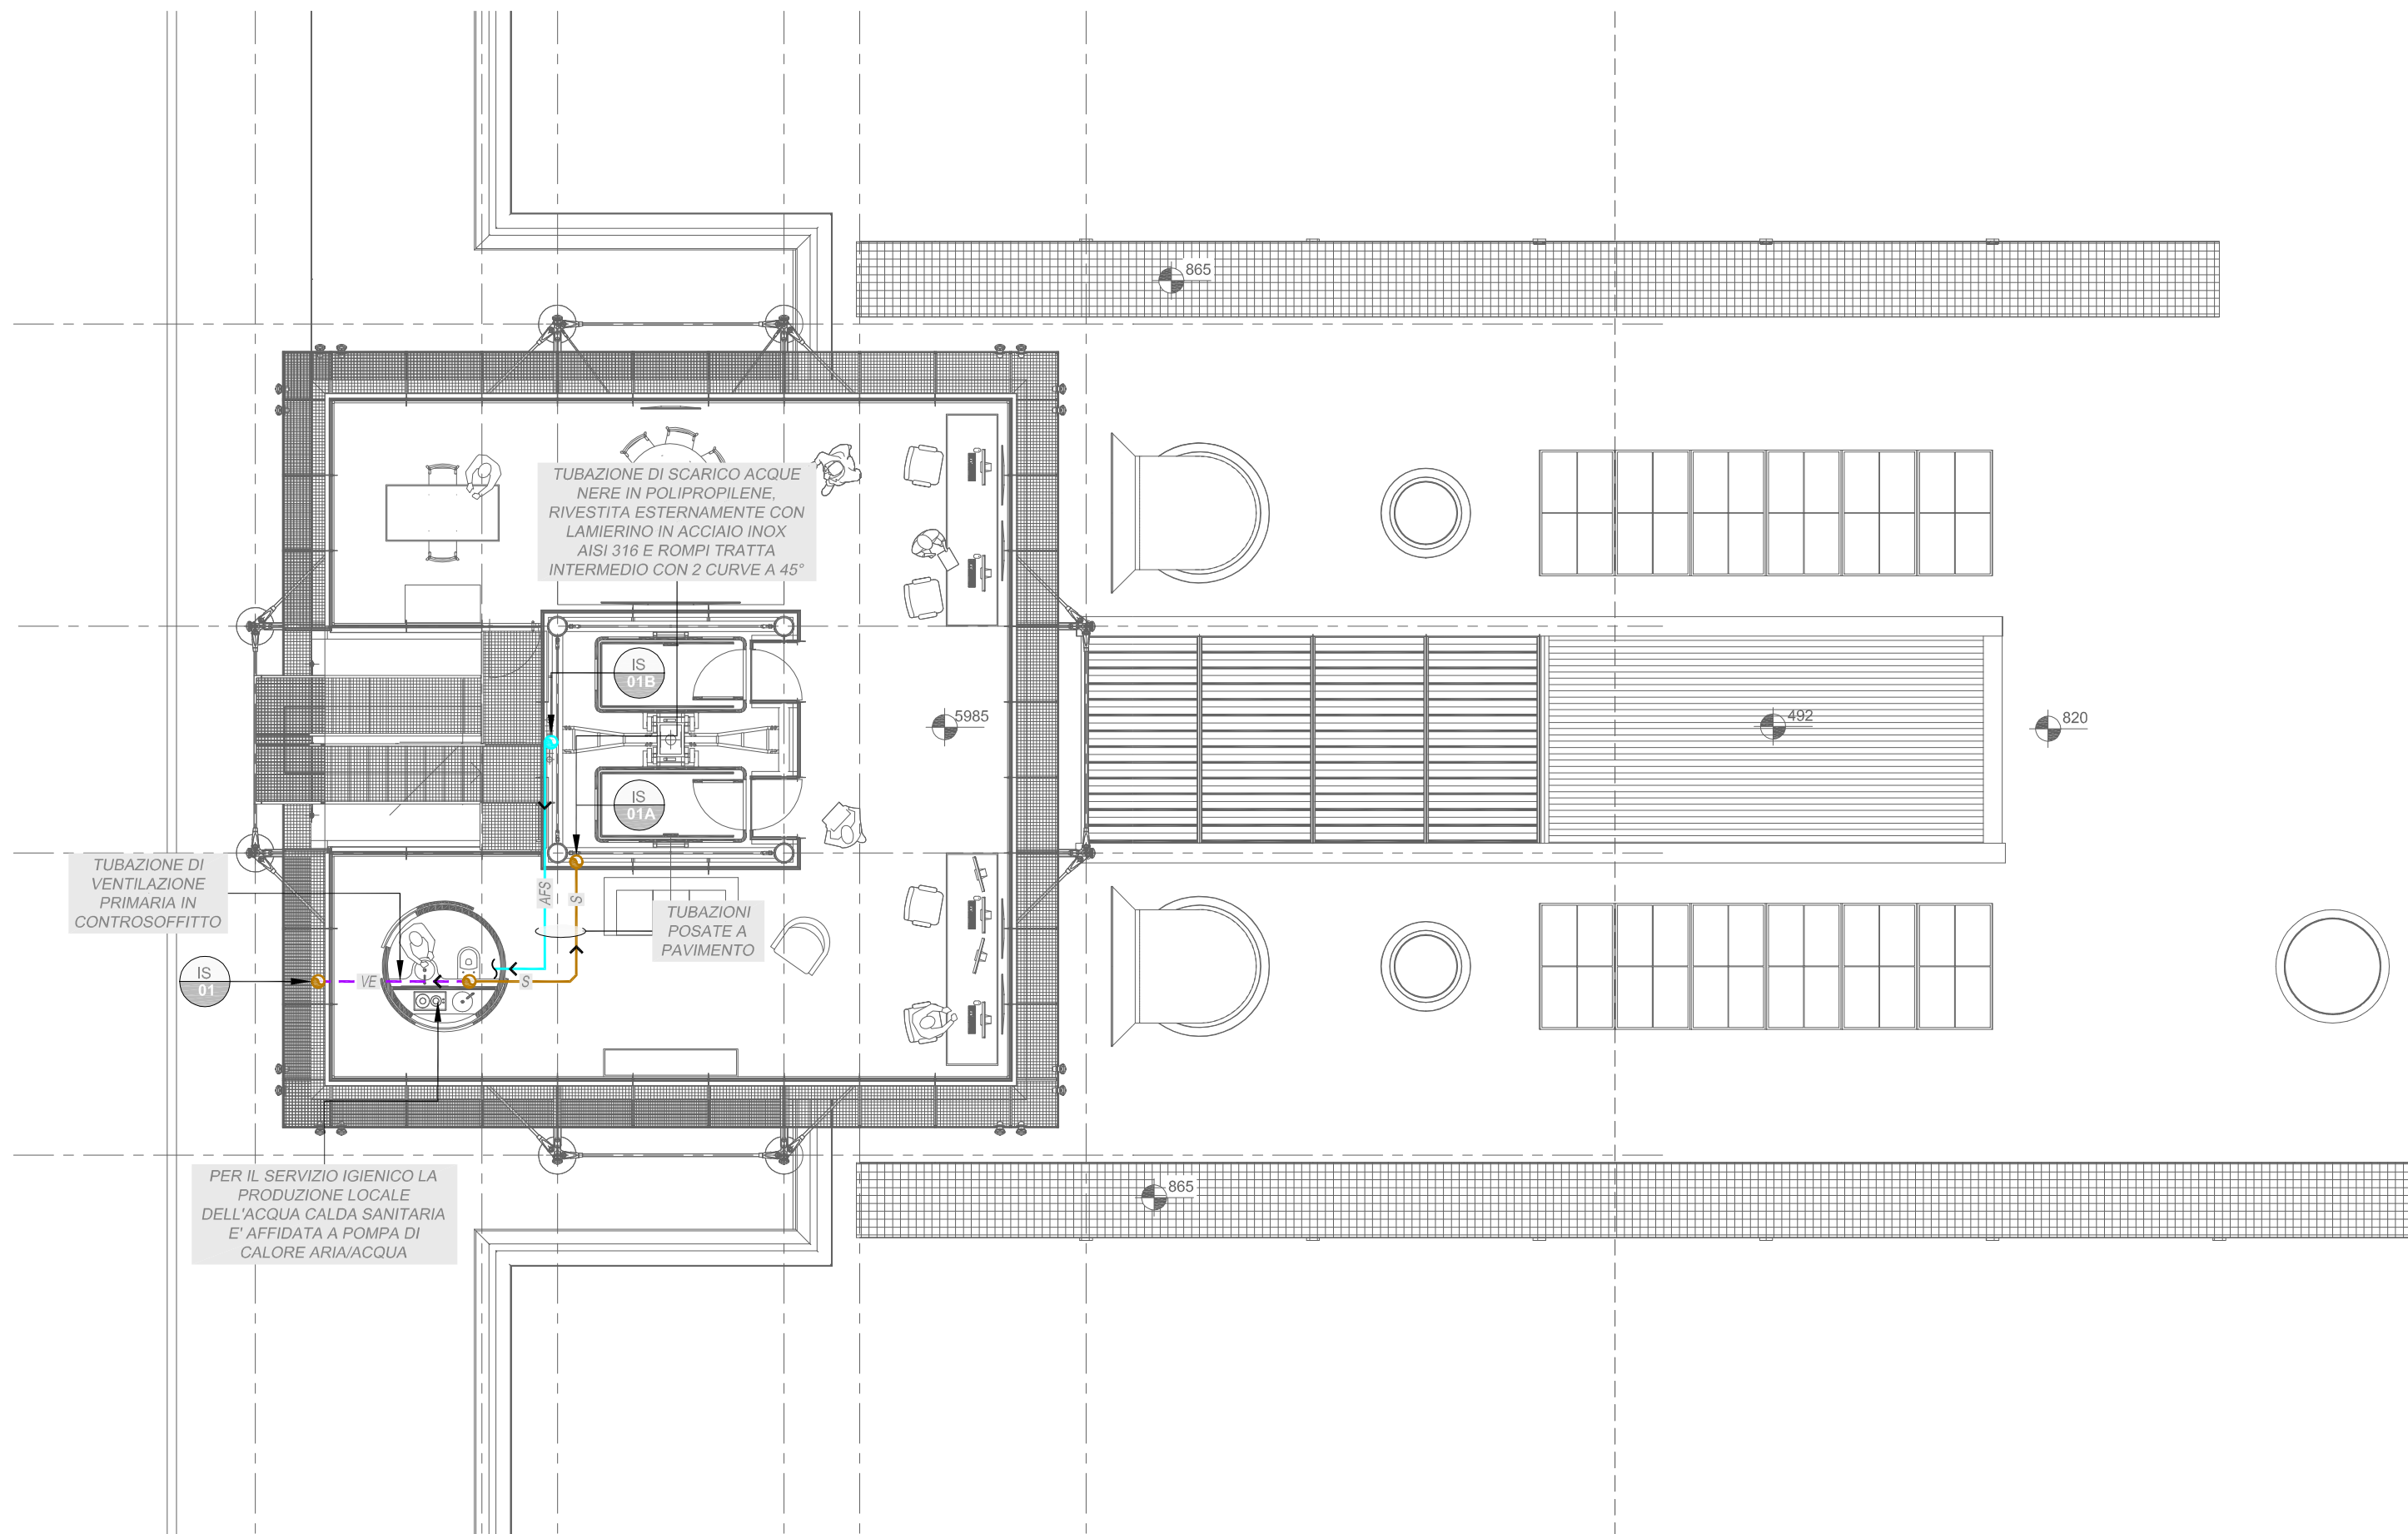 865
TUBAZIONE DI SCARICO ACQUE
NERE IN POLIPROPILENE,
RIVESTITA ESTERNAMENTE CON
LAMIERINO IN ACCIAIO INOX
AISI 316 E ROMPI TRATTA
INTERMEDIO CON 2 CURVE A 45°
IS
01B
5985
492
820
IS
01A
TUBAZIONE DI
VENTILAZIONE
PRIMARIA IN
CONTROSOFFITTO
AFS
S
TUBAZIONI
POSATE A
PAVIMENTO
IS
01
VE
S
PER IL SERVIZIO IGIENICO LA
PRODUZIONE LOCALE
DELL'ACQUA CALDA SANITARIA
E' AFFIDATA A POMPA DI
CALORE ARIA/ACQUA
865